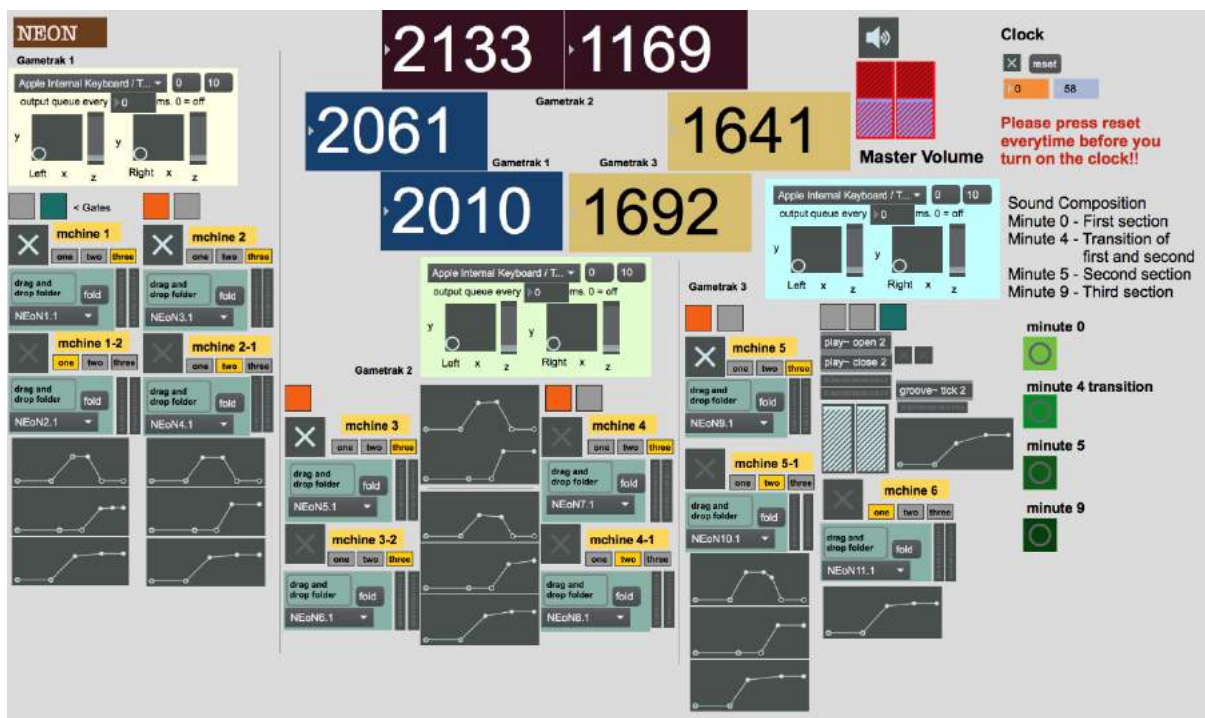 NEON
Gametrak 1
Apple Internal Keyboard / T... 0 10
output queue every 0 ms. 0 = off
y
Left x z Right x z
< Gates
mchine 1
one two three
drag and
drop folder fold
NEoN1.1
mchine 2
one two three
drag and
drop folder fold
NEoN3.1
mchine 1-2
one two three
drag and
drop folder fold
NEoN2.1
mchine 2-1
one two three
drag and
drop folder fold
NEoN4.1
2133 1169
Gametrak 2
2061 1641
Gametrak 1 Gametrak 3
2010 1692
Apple Internal Keyboard / T... 0 10
output queue every 0 ms. 0 = off
y
Left x z Right x z
Gametrak 2
mchine 3
one two three
drag and
drop folder fold
NEoN5.1
mchine 3-2
one two three
drag and
drop folder fold
NEoN6.1
mchine 4
one two three
drag and
drop folder fold
NEoN7.1
mchine 4-1
one two three
drag and
drop folder fold
NEoN8.1
Master Volume
Apple Internal Keyboard / T... 0 10
output queue every 0 ms. 0 = off
y
Left x z Right x z
Gametrak 3
mchine 5
one two three
drag and
drop folder fold
NEoN9.1
mchine 5-1
one two three
drag and
drop folder fold
NEoN10.1
play~ open 2
play~ close 2
groove~ tick 2
mchine 6
one two three
drag and
drop folder fold
NEoN11.1
Clock
reset
0 58
Please press reset
everytime before you
turn on the clock!!
Sound Composition
Minute 0 - First section
Minute 4 - Transition of
first and second
Minute 5 - Second section
Minute 9 - Third section
minute 0
minute 4 transition
minute 5
minute 9